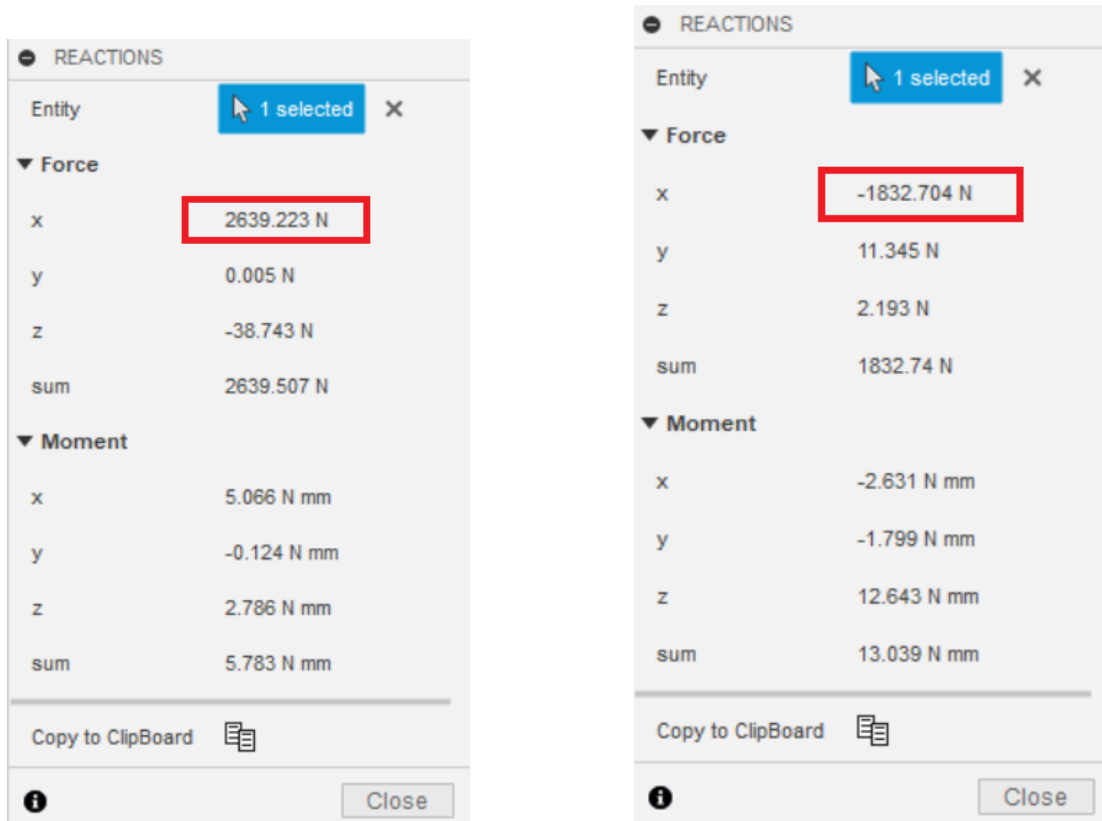 REACTIONS
Entity 1 selected
Force
x 2639.223 N
y 0.005 N
z -38.743 N
sum 2639.507 N
Moment
x 5.066 N mm
y -0.124 N mm
z 2.786 N mm
sum 5.783 N mm
Copy to ClipBoard
Close
REACTIONS
Entity 1 selected
Force
x -1832.704 N
y 11.345 N
z 2.193 N
sum 1832.74 N
Moment
x -2.631 N mm
y -1.799 N mm
z 12.643 N mm
sum 13.039 N mm
Copy to ClipBoard
Close